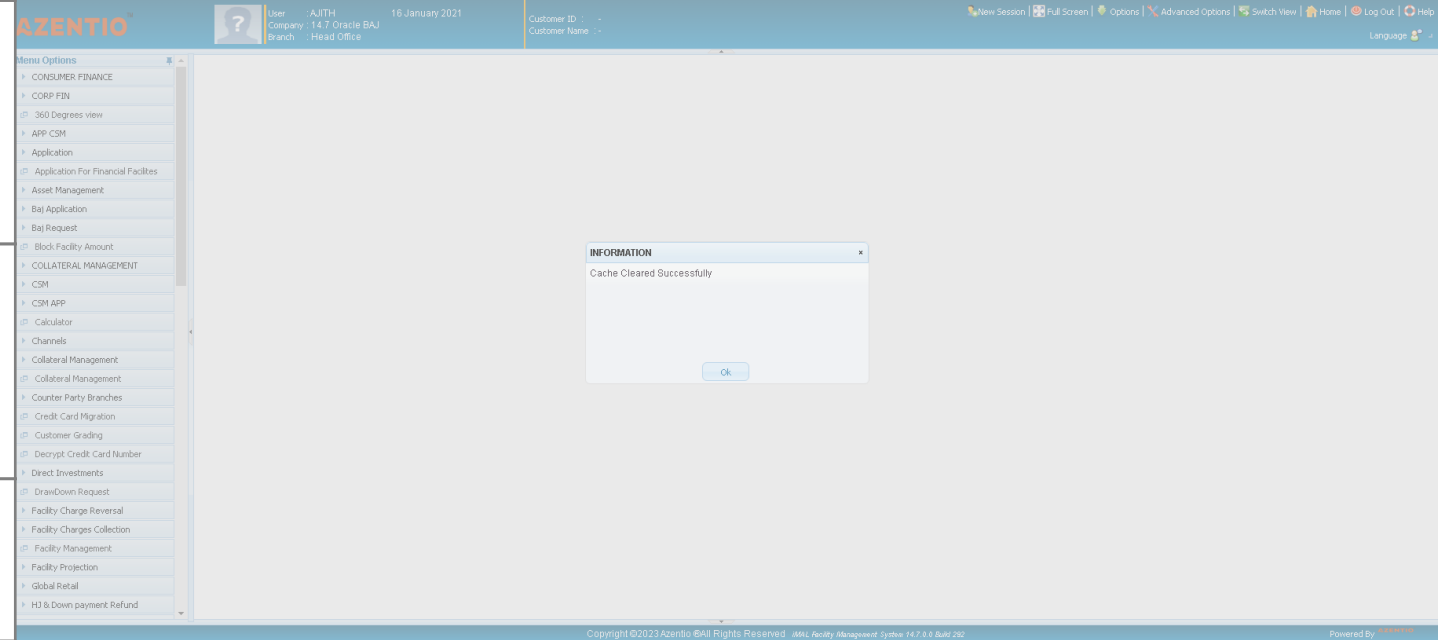 AZENTIO
User : AJITH 16 January 2021
Company : 14.7 Oracle BAJ
Branch : Head Office
Customer ID : -
Customer Name : -
New Session | Full Screen | Options | Advanced Options | Switch View | Home | Log Out | Help
Language
Menu Options
CONSUMER FINANCE
CORP FIN
360 Degrees view
APP CSM
Application
Application For Financial Facilites
Asset Management
Baj Application
Baj Request
Block Facility Amount
COLLATERAL MANAGEMENT
CSM
CSM APP
Calculator
Channels
Collateral Management
Collateral Management
Counter Party Branches
Credit Card Migration
Customer Grading
Decrypt Credit Card Number
Direct Investments
DrawDown Request
Facility Charge Reversal
Facility Charges Collection
Facility Management
Facility Projection
Global Retail
HJ & Down payment Refund
INFORMATION ×
Cache Cleared Successfully
Ok
Copyright ©2023 Azentio ®All Rights Reserved iMAL Facility Management System 14.7.0.0 Build 292
Powered By AZENTIO